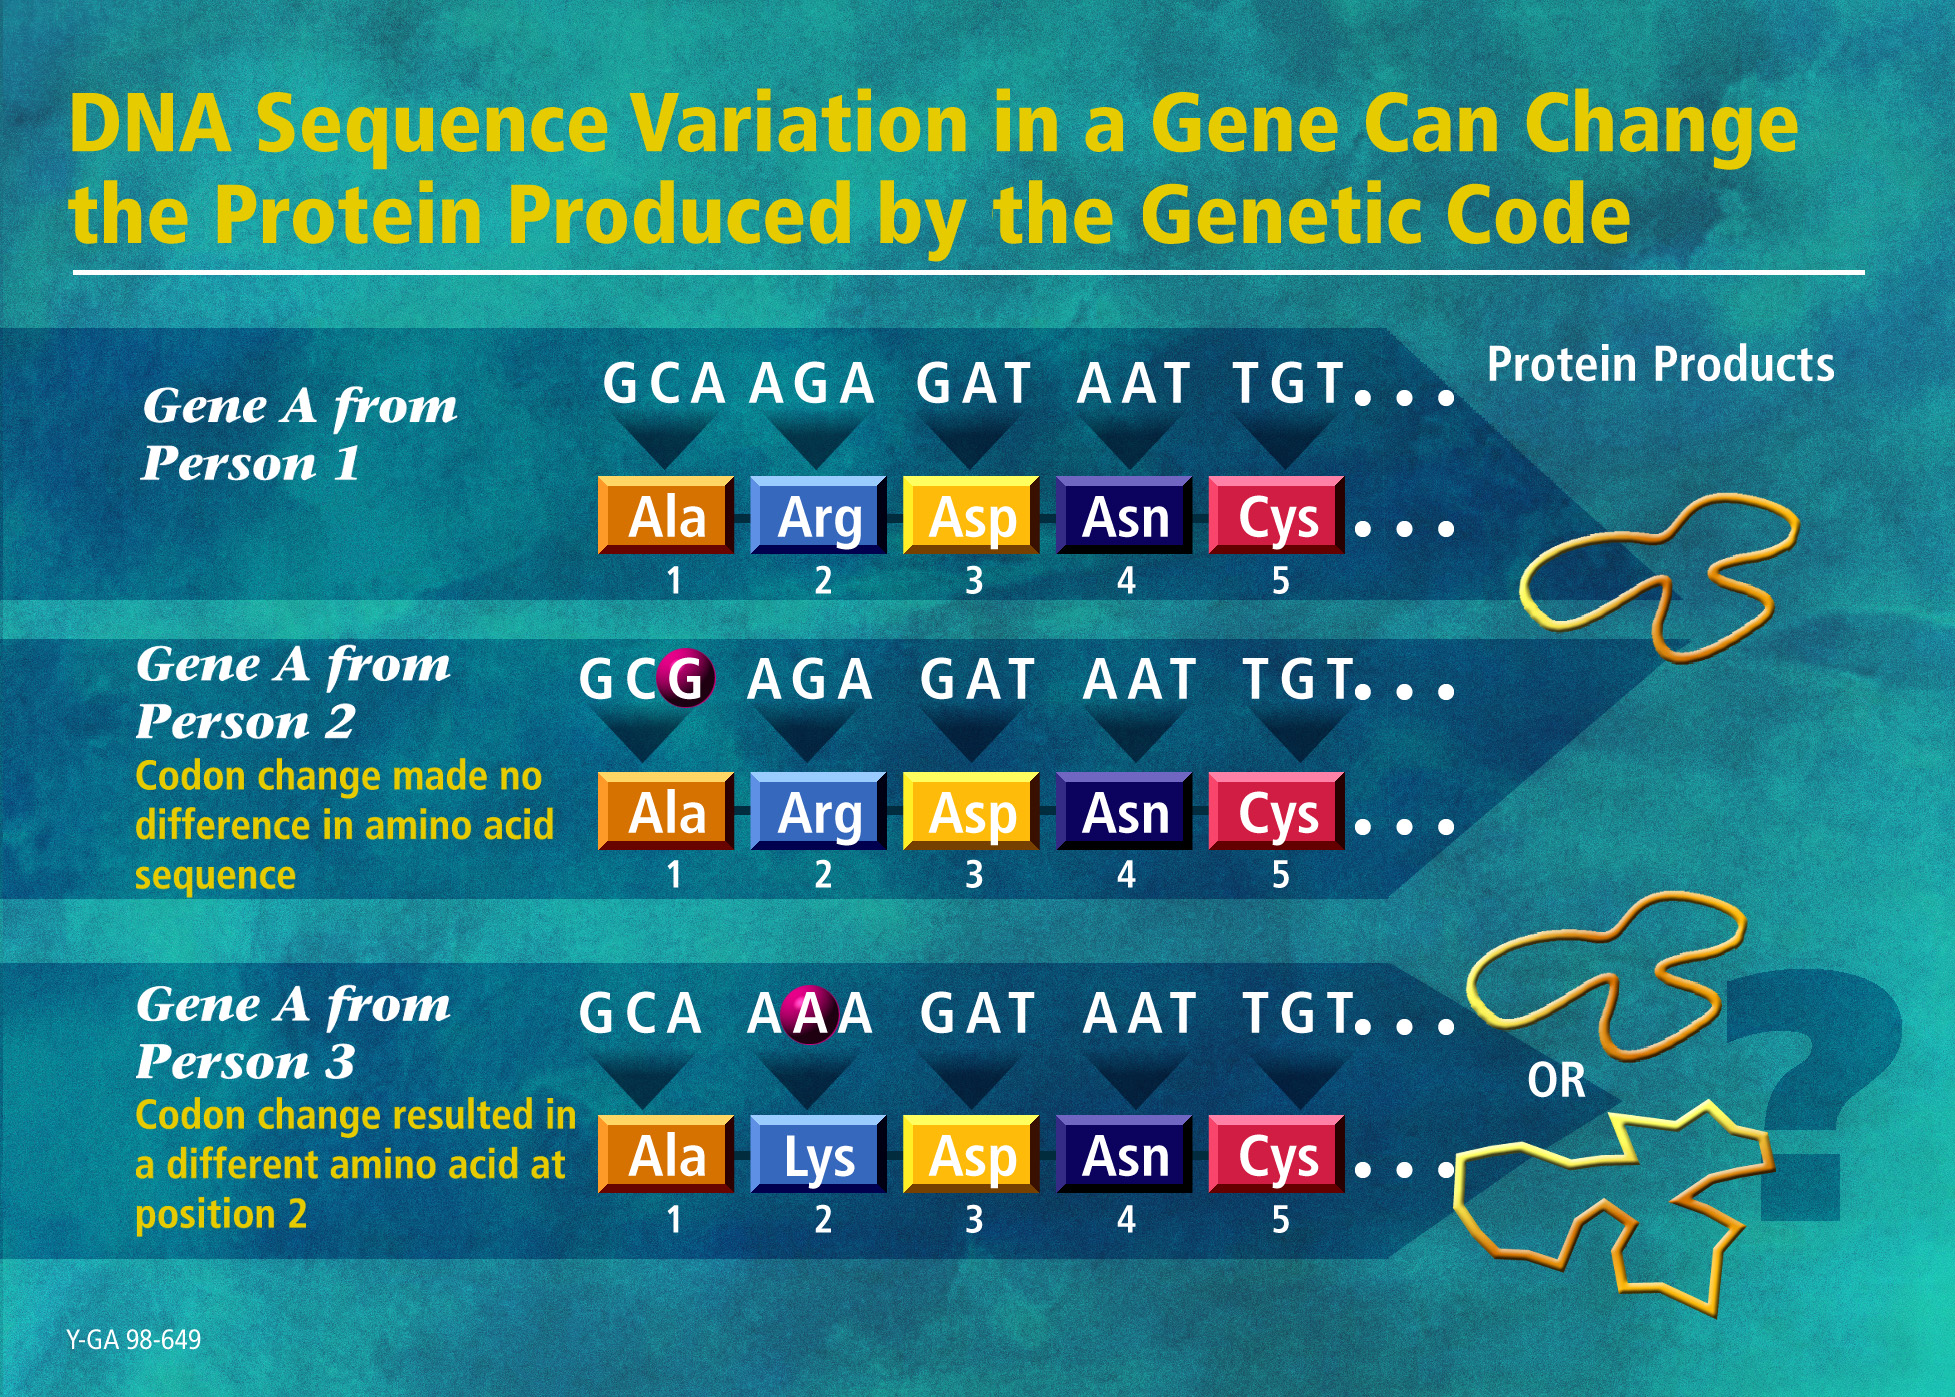 DNA Sequence Variation in a Gene Can Change
the Protein Produced by the Genetic Code
Protein Products
Gene A from
Person 1
GCA AGA GAT AAT TGT...
Ala Arg Asp Asn Cys ...
1 2 3 4 5
Gene A from
Person 2
Codon change made no
difference in amino acid
sequence
GCG AGA GAT AAT TGT...
Ala Arg Asp Asn Cys ...
1 2 3 4 5
Gene A from
Person 3
Codon change resulted in
a different amino acid at
position 2
GCA AAA GAT AAT TGT...
Ala Lys Asp Asn Cys ...
1 2 3 4 5
OR
?
Y-GA 98-649